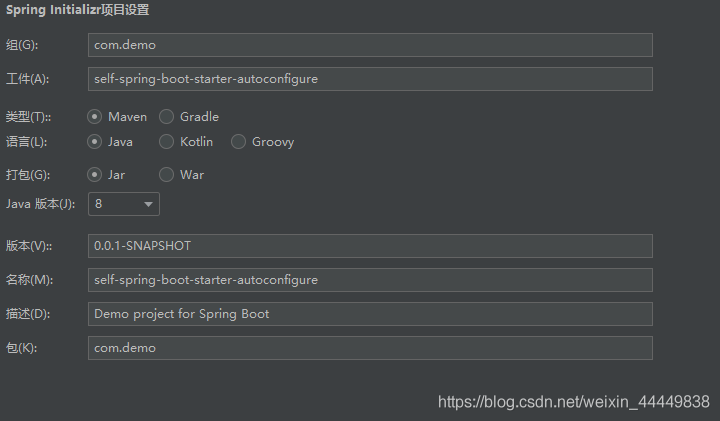 Spring Initializr项目设置
组(G): com.demo
工件(A): self-spring-boot-starter-autoconfigure
类型(T):: Maven Gradle
语言(L): Java Kotlin Groovy
打包(G): Jar War
Java 版本(J): 8
版本(V):: 0.0.1-SNAPSHOT
名称(M): self-spring-boot-starter-autoconfigure
描述(D): Demo project for Spring Boot
包(K): com.demo
https://blog.csdn.net/weixin_44449838